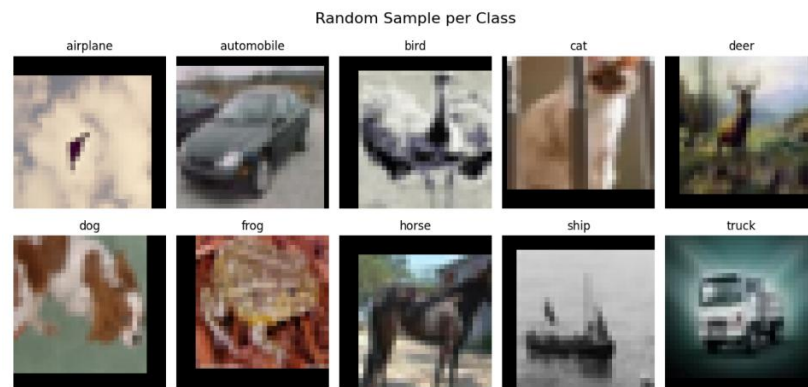 Random Sample per Class
airplane automobile bird cat deer
dog frog horse ship truck